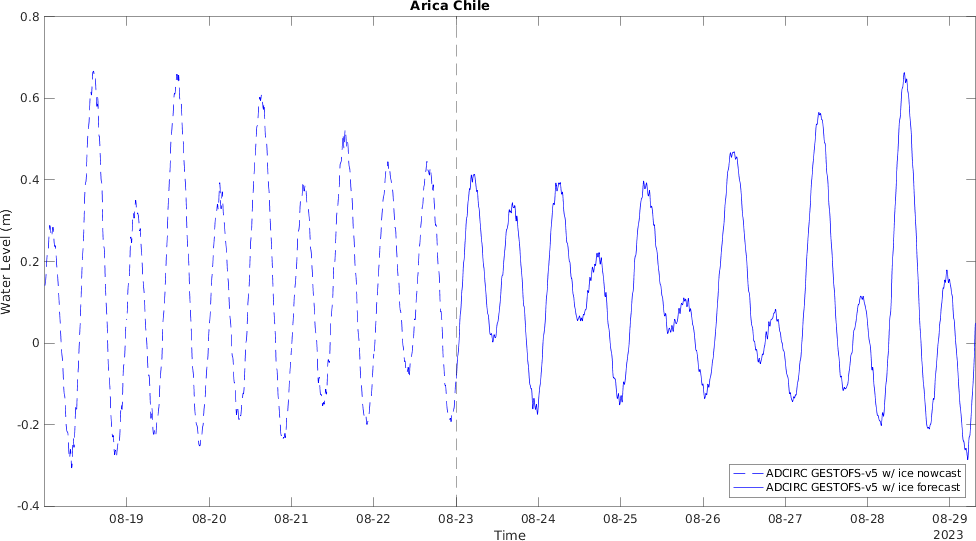 Arica Chile
0.8
0.6
0.4
0.2
0
-0.2
-0.4
Water Level (m)
ADCIRC GESTOFS-v5 w/ ice nowcast
ADCIRC GESTOFS-v5 w/ ice forecast
08-19 08-20 08-21 08-22 08-23 08-24 08-25 08-26 08-27 08-28 08-29
2023
Time